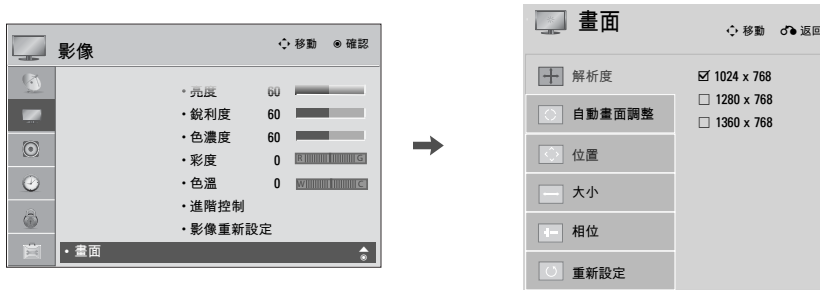 影像
移動 確認
亮度 60
銳利度 60
色濃度 60
彩度 0 R G
色溫 0 W C
進階控制
影像重新設定
畫面
畫面
移動 返回
解析度
自動畫面調整
位置
大小
相位
重新設定
1024 x 768
1280 x 768
1360 x 768